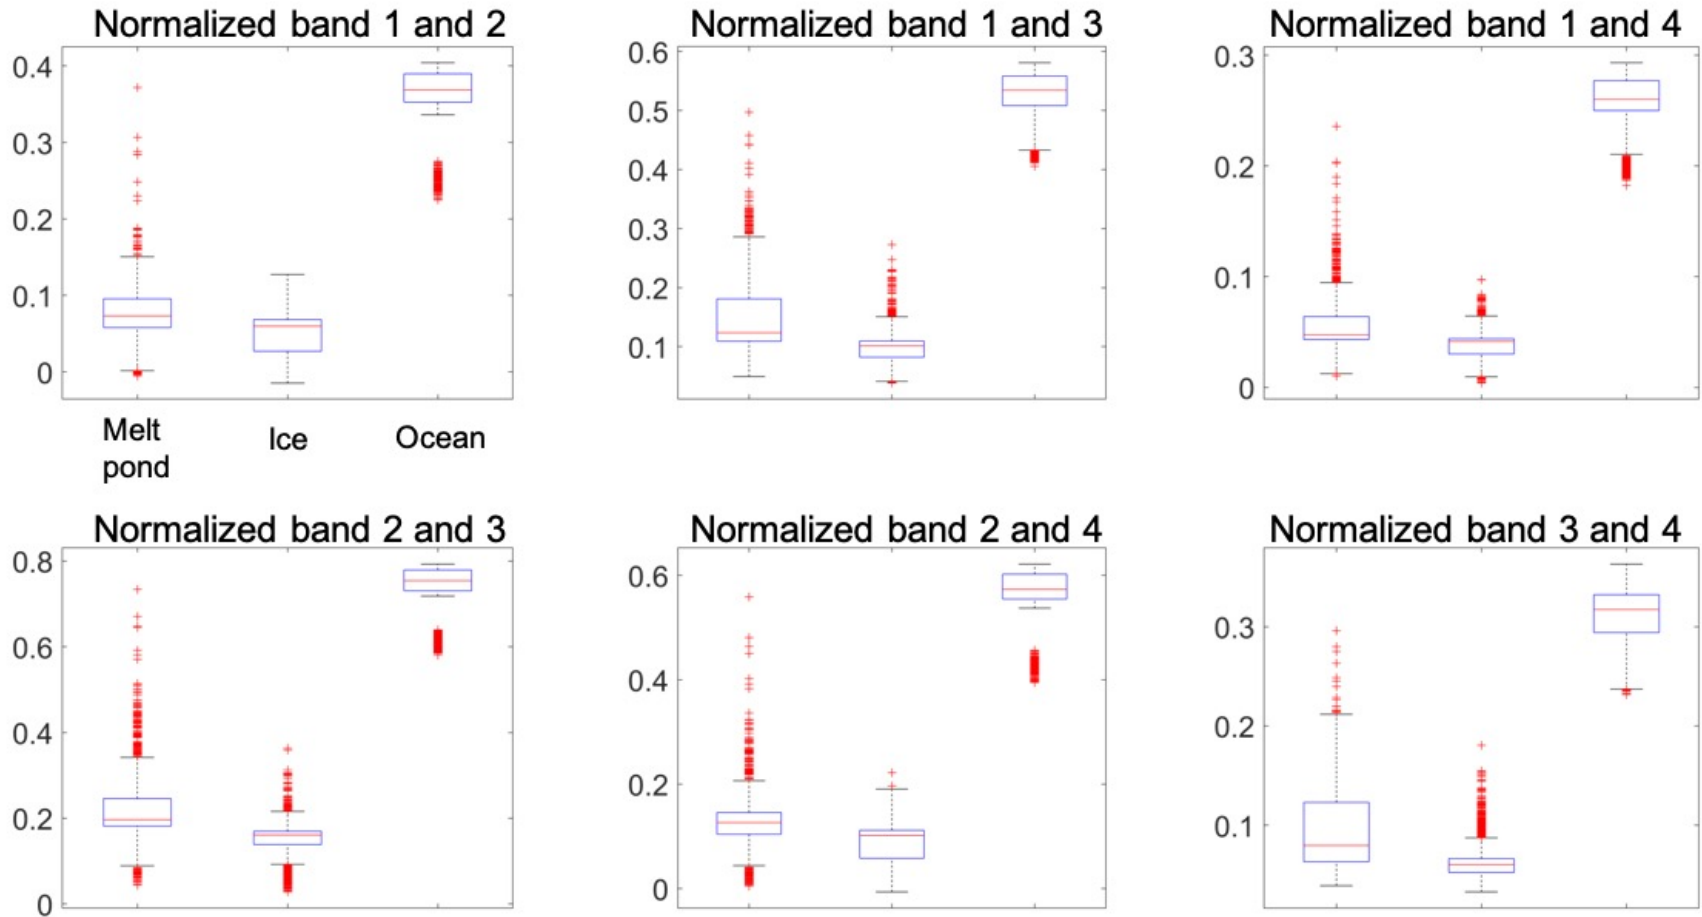 Normalized band 1 and 2
Normalized band 1 and 3
Normalized band 1 and 4
0.4
0.3
0.2
0.1
0
0.6
0.5
0.4
0.3
0.2
0.1
0.3
0.2
0.1
0
Melt
pond
Ice
Ocean
Normalized band 2 and 3
Normalized band 2 and 4
Normalized band 3 and 4
0.8
0.6
0.4
0.2
0
0.6
0.4
0.2
0
0.3
0.2
0.1